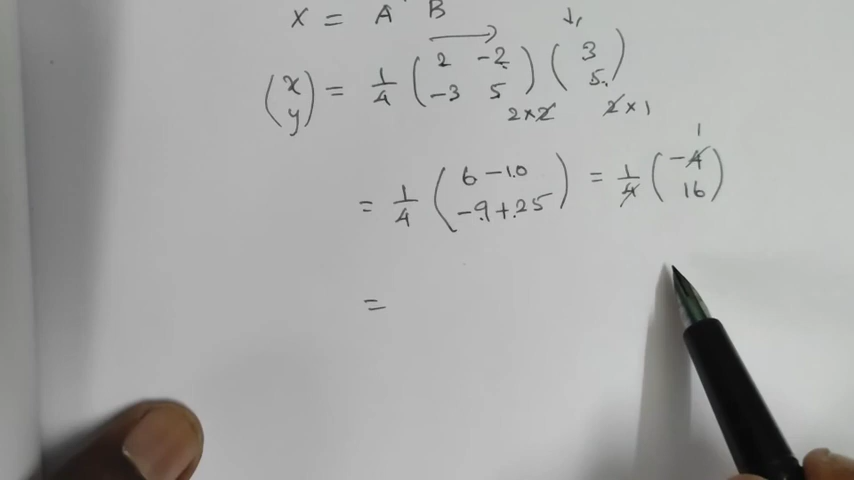 X = A B
(x y) = 1/4 (2 -2 -3 5) (3 5)
2×2 2×1
1
= 1/4 (6-10 -9+25) = 1/4 (-4 16)
=